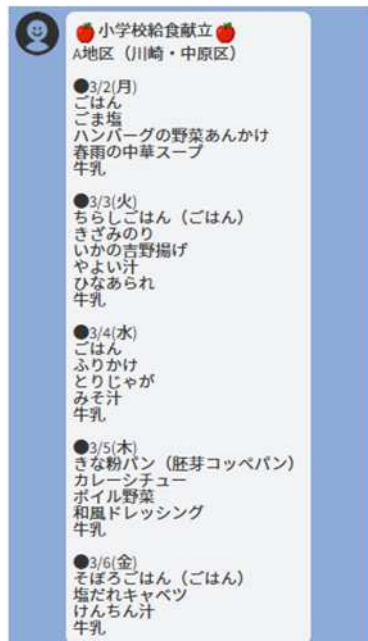 🍎小学校給食献立🍎
A地区（川崎・中原区）
●3/2(月)
ごはん
ごま塩
ハンバーグの野菜あんかけ
春雨の中華スープ
牛乳
●3/3(火)
ちらしごはん（ごはん）
きざみのり
いかの吉野揚げ
やよい汁
ひなあられ
牛乳
●3/4(水)
ごはん
ふりかけ
とりじゃが
みそ汁
牛乳
●3/5(木)
きな粉パン（胚芽コッペパン）
カレーシチュー
ボイル野菜
和風ドレッシング
牛乳
●3/6(金)
そぼろごはん（ごはん）
塩だれキャベツ
けんちん汁
牛乳